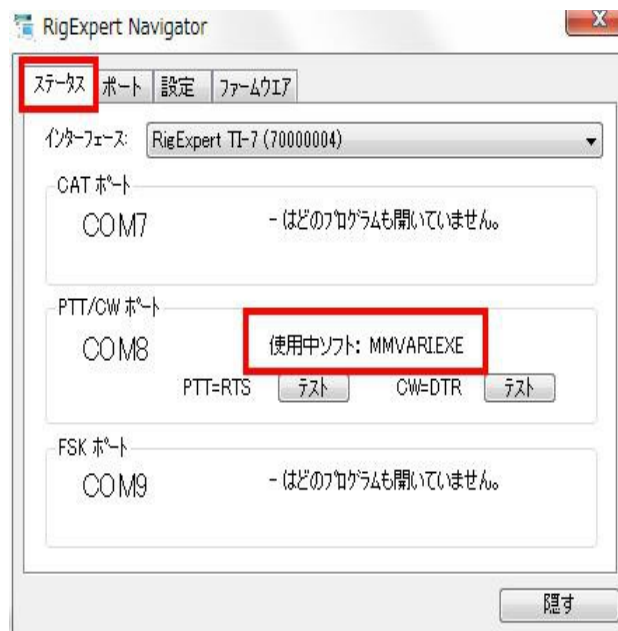 RigExpert Navigator
ステータス ポート 設定 ファームウエア
インターフェース: RigExpert TI-7 (70000004)
CAT ポート
COM7 - はどのプログラムも開いていません。
PTT/CW ポート
COM8 使用中ソフト: MMVARI.EXE
PTT=RTS テスト CW=DTR テスト
FSK ポート
COM9 - はどのプログラムも開いていません。
隠す